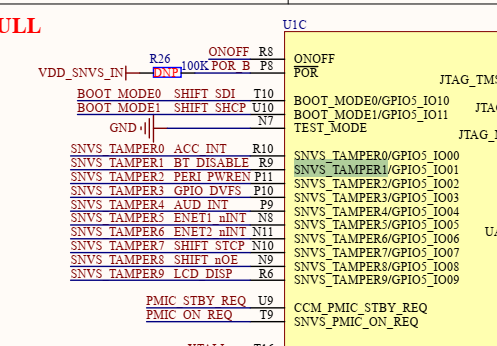 ULL
U1C
ONOFF R8 ONOFF
VDD_SNVS_IN R26 DNP 100K POR_B P8 POR
JTAG_TMS
BOOT_MODE0 SHIFT_SDI T10 BOOT_MODE0/GPIO5_IO10
BOOT_MODE1 SHIFT_SHCP U10 BOOT_MODE1/GPIO5_IO11
GND N7 TEST_MODE
JTAG_
SNVS_TAMPER0 ACC_INT R10 SNVS_TAMPER0/GPIO5_IO00
SNVS_TAMPER1 BT_DISABLE R9 SNVS_TAMPER1/GPIO5_IO01
SNVS_TAMPER2 PERI_PWREN P11 SNVS_TAMPER2/GPIO5_IO02
SNVS_TAMPER3 GPIO_DVFS P10 SNVS_TAMPER3/GPIO5_IO03
SNVS_TAMPER4 AUD_INT P9 SNVS_TAMPER4/GPIO5_IO04
SNVS_TAMPER5 ENET1_nINT N8 SNVS_TAMPER5/GPIO5_IO05
SNVS_TAMPER6 ENET2_nINT N11 SNVS_TAMPER6/GPIO5_IO06
SNVS_TAMPER7 SHIFT_STCP N10 SNVS_TAMPER7/GPIO5_IO07
SNVS_TAMPER8 SHIFT_nOE N9 SNVS_TAMPER8/GPIO5_IO08
SNVS_TAMPER9 LCD_DISP R6 SNVS_TAMPER9/GPIO5_IO09
PMIC_STBY_REQ U9 CCM_PMIC_STBY_REQ
PMIC_ON_REQ T9 SNVS_PMIC_ON_REQ